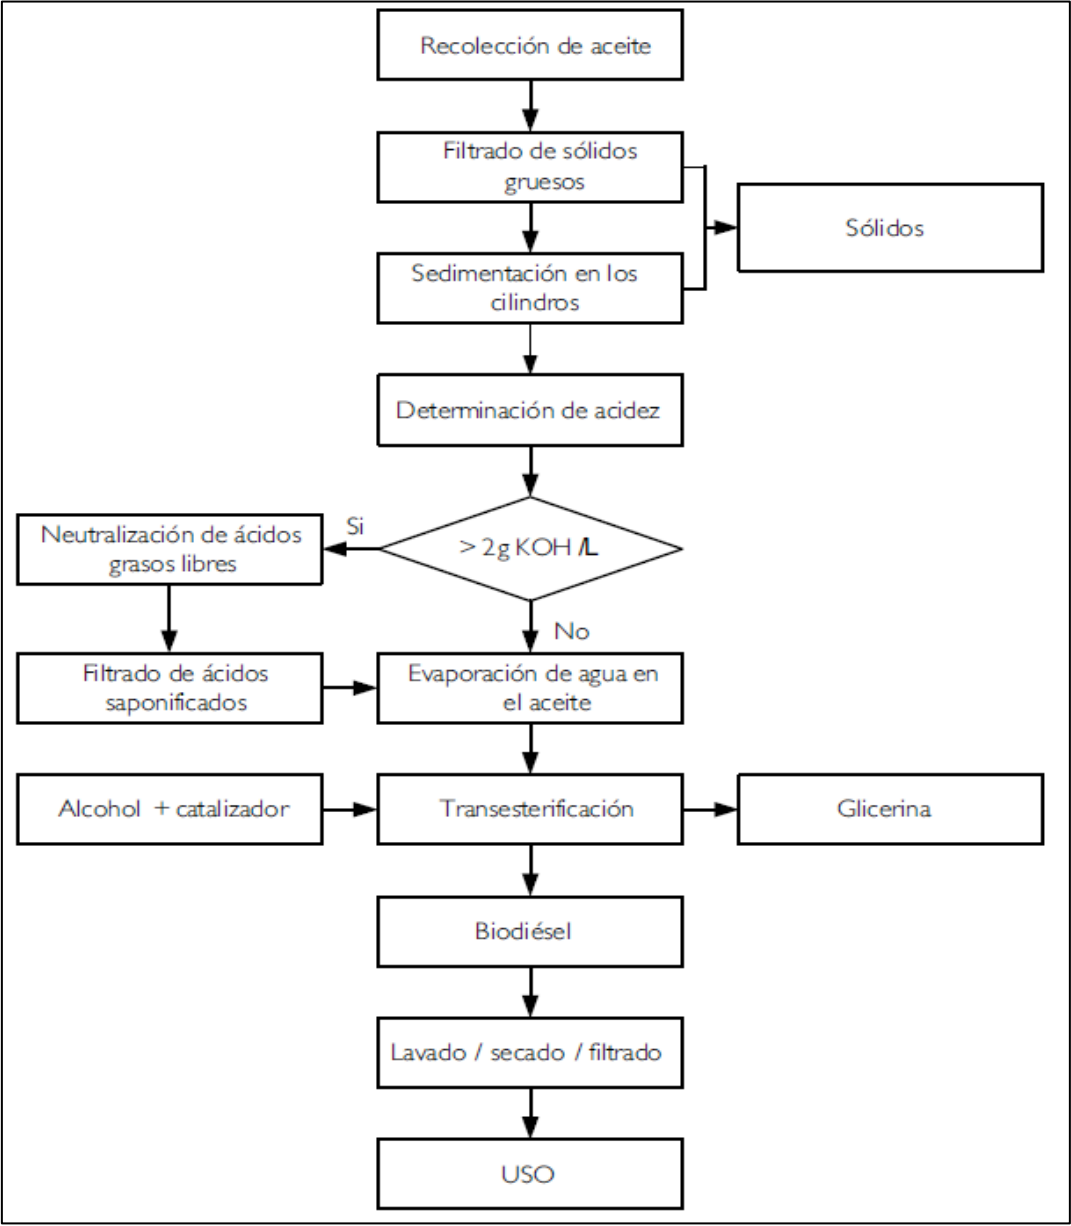 Recolección de aceite
Filtrado de sólidos
gruesos
Sólidos
Sedimentación en los
cilindros
Determinación de acidez
> 2g KOH /L
Si
Neutralización de ácidos
grasos libres
No
Filtrado de ácidos
saponificados
Evaporación de agua en
el aceite
Alcohol + catalizador
Transesterificación
Glicerina
Biodiésel
Lavado / secado / filtrado
USO